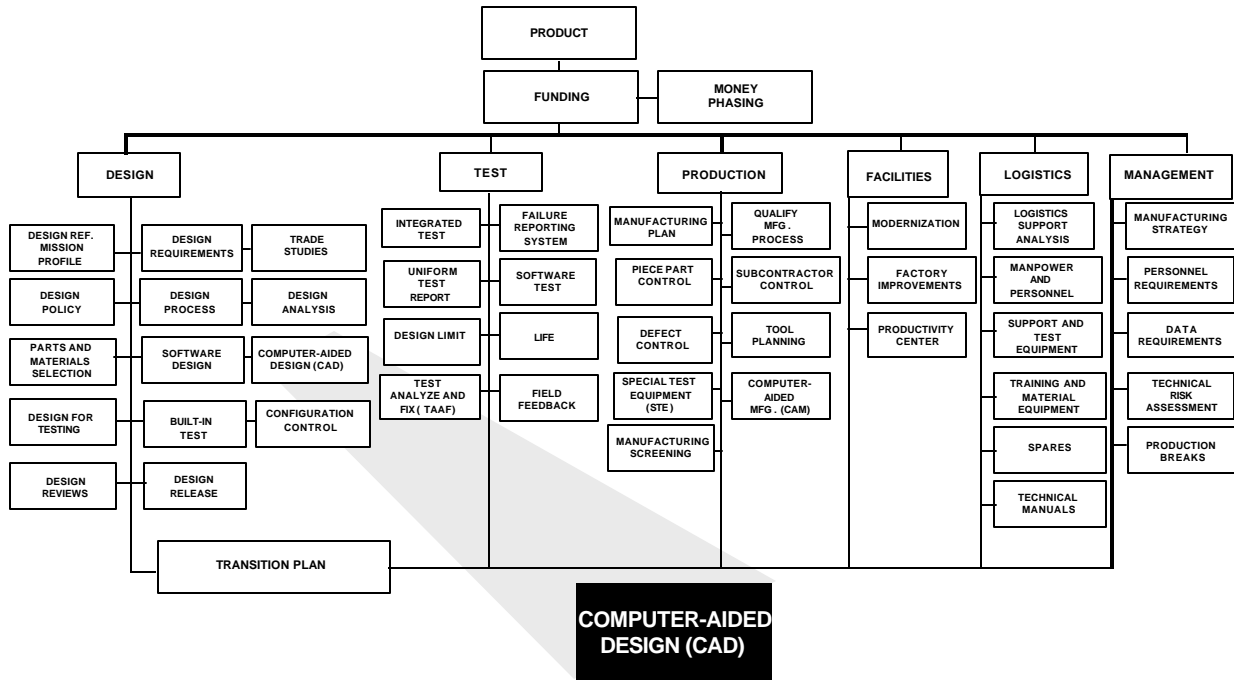 PRODUCT
FUNDING
MONEY
PHASING
DESIGN
TEST
PRODUCTION
FACILITIES
LOGISTICS
MANAGEMENT
DESIGN REF.
MISSION
PROFILE
DESIGN
REQUIREMENTS
TRADE
STUDIES
DESIGN
POLICY
DESIGN
PROCESS
DESIGN
ANALYSIS
PARTS AND
MATERIALS
SELECTION
SOFTWARE
DESIGN
COMPUTER-AIDED
DESIGN (CAD)
DESIGN FOR
TESTING
BUILT-IN
TEST
CONFIGURATION
CONTROL
DESIGN
REVIEWS
DESIGN
RELEASE
INTEGRATED
TEST
FAILURE
REPORTING
SYSTEM
UNIFORM
TEST
REPORT
SOFTWARE
TEST
DESIGN LIMIT
LIFE
TEST
ANALYZE AND
FIX ( TAAF)
FIELD
FEEDBACK
MANUFACTURING
PLAN
QUALIFY
MFG .
PROCESS
PIECE PART
CONTROL
SUBCONTRACTOR
CONTROL
DEFECT
CONTROL
TOOL
PLANNING
SPECIAL TEST
EQUIPMENT
(STE)
COMPUTER-
AIDED
MFG . (CAM)
MANUFACTURING
SCREENING
MODERNIZATION
FACTORY
IMPROVEMENTS
PRODUCTIVITY
CENTER
LOGISTICS
SUPPORT
ANALYSIS
MANPOWER
AND
PERSONNEL
SUPPORT AND
TEST
EQUIPMENT
TRAINING AND
MATERIAL
EQUIPMENT
SPARES
TECHNICAL
MANUALS
MANUFACTURING
STRATEGY
PERSONNEL
REQUIREMENTS
DATA
REQUIREMENTS
TECHNICAL
RISK
ASSESSMENT
PRODUCTION
BREAKS
TRANSITION PLAN
COMPUTER-AIDED
DESIGN (CAD)